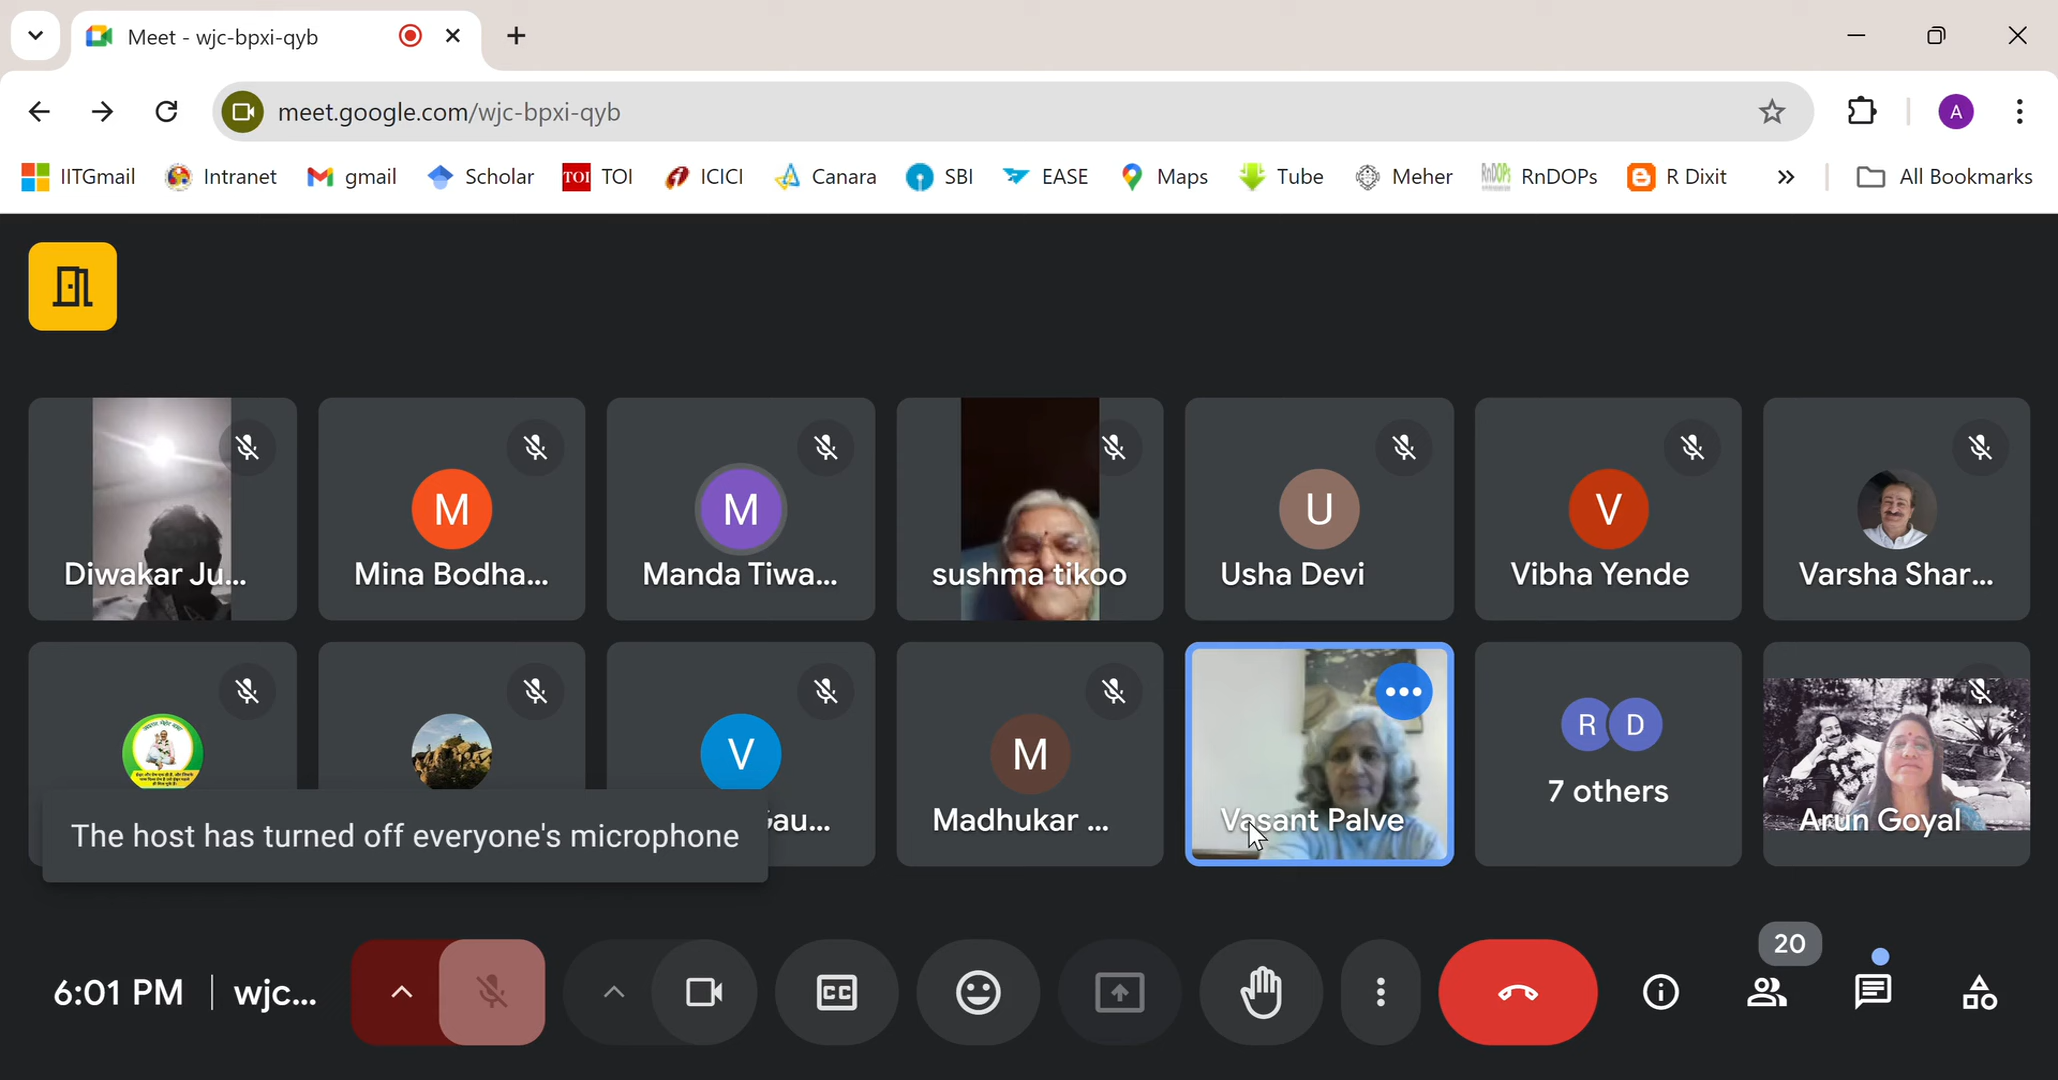 Meet - wjc-bpxi-qyb
meet.google.com/wjc-bpxi-qyb
A
IITGmail Intranet gmail Scholar TOI TOI ICICI Canara SBI EASE Maps Tube Meher RnDOPs RnDOPs R Dixit » All Bookmarks
M M U V
Diwakar Ju... Mina Bodha... Manda Tiwa... sushma tikoo Usha Devi Vibha Yende Varsha Shar...
V M R D
7 others
The host has turned off everyone's microphone
au... Madhukar ... Vasant Palve Arun Goyal
20
6:01 PM | wjc... CC